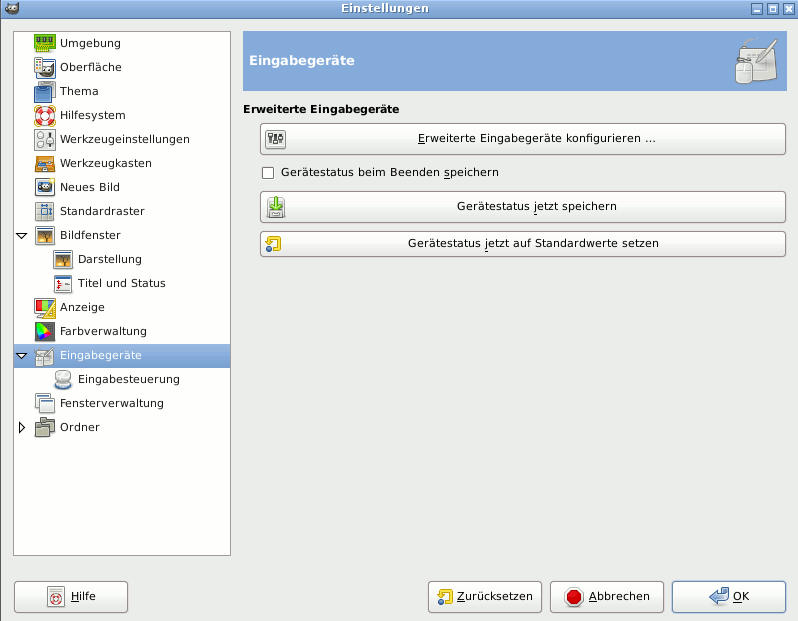 Einstellungen
Umgebung
Oberfläche
Thema
Hilfesystem
Werkzeugeinstellungen
Werkzeugkasten
Neues Bild
Standardraster
Bildfenster
Darstellung
Titel und Status
Anzeige
Farbverwaltung
Eingabegeräte
Eingabesteuerung
Fensterverwaltung
Ordner
Eingabegeräte
Erweiterte Eingabegeräte
Erweiterte Eingabegeräte konfigurieren ...
Gerätestatus beim Beenden speichern
Gerätestatus jetzt speichern
Gerätestatus jetzt auf Standardwerte setzen
Hilfe
Zurücksetzen
Abbrechen
OK